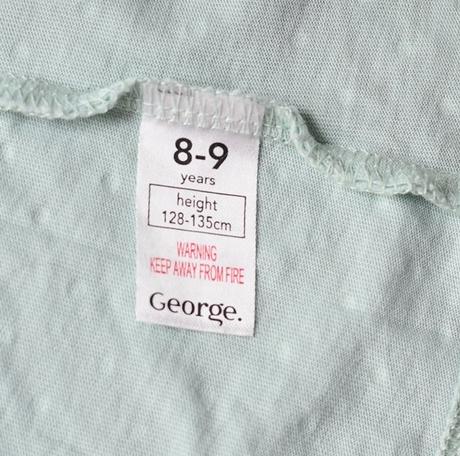 8-9
years
height
128-135cm
WARNING
KEEP AWAY FROM FIRE
George.